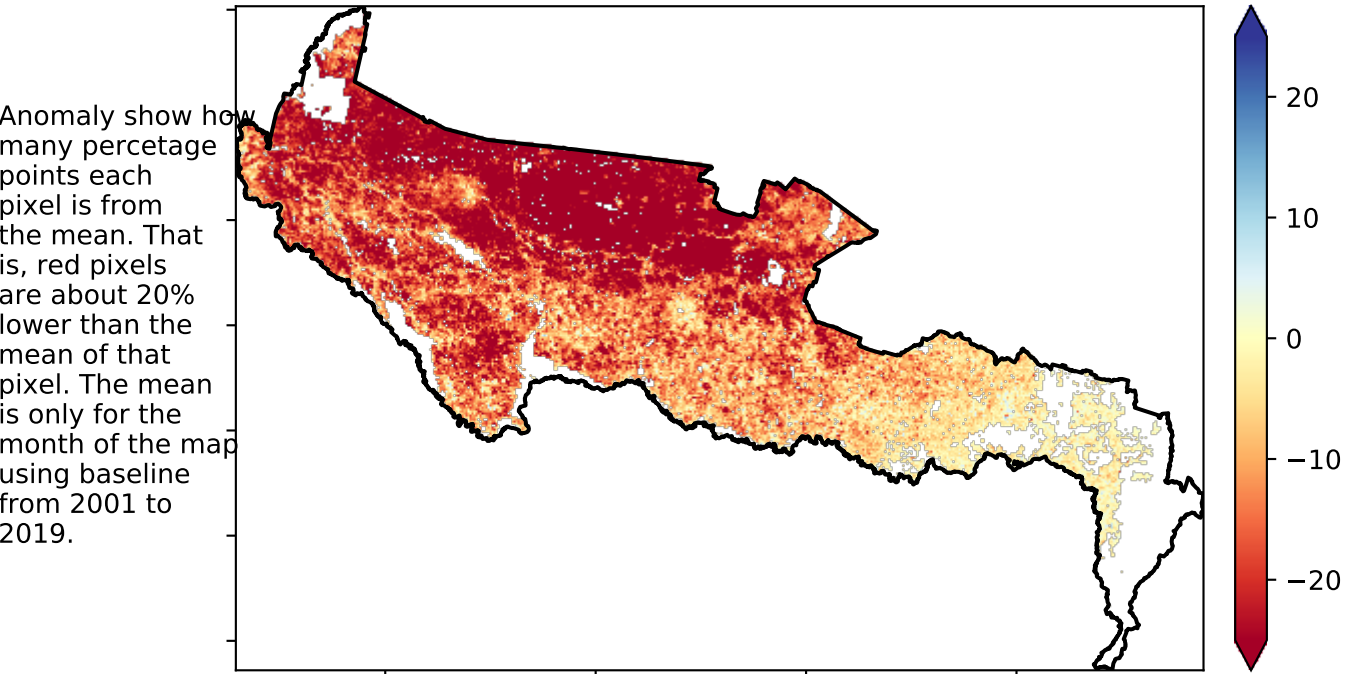 Anomaly show how
many percetage
points each
pixel is from
the mean. That
is, red pixels
are about 20%
lower than the
mean of that
pixel. The mean
is only for the
month of the map
using baseline
from 2001 to
2019.
20
10
0
−10
−20